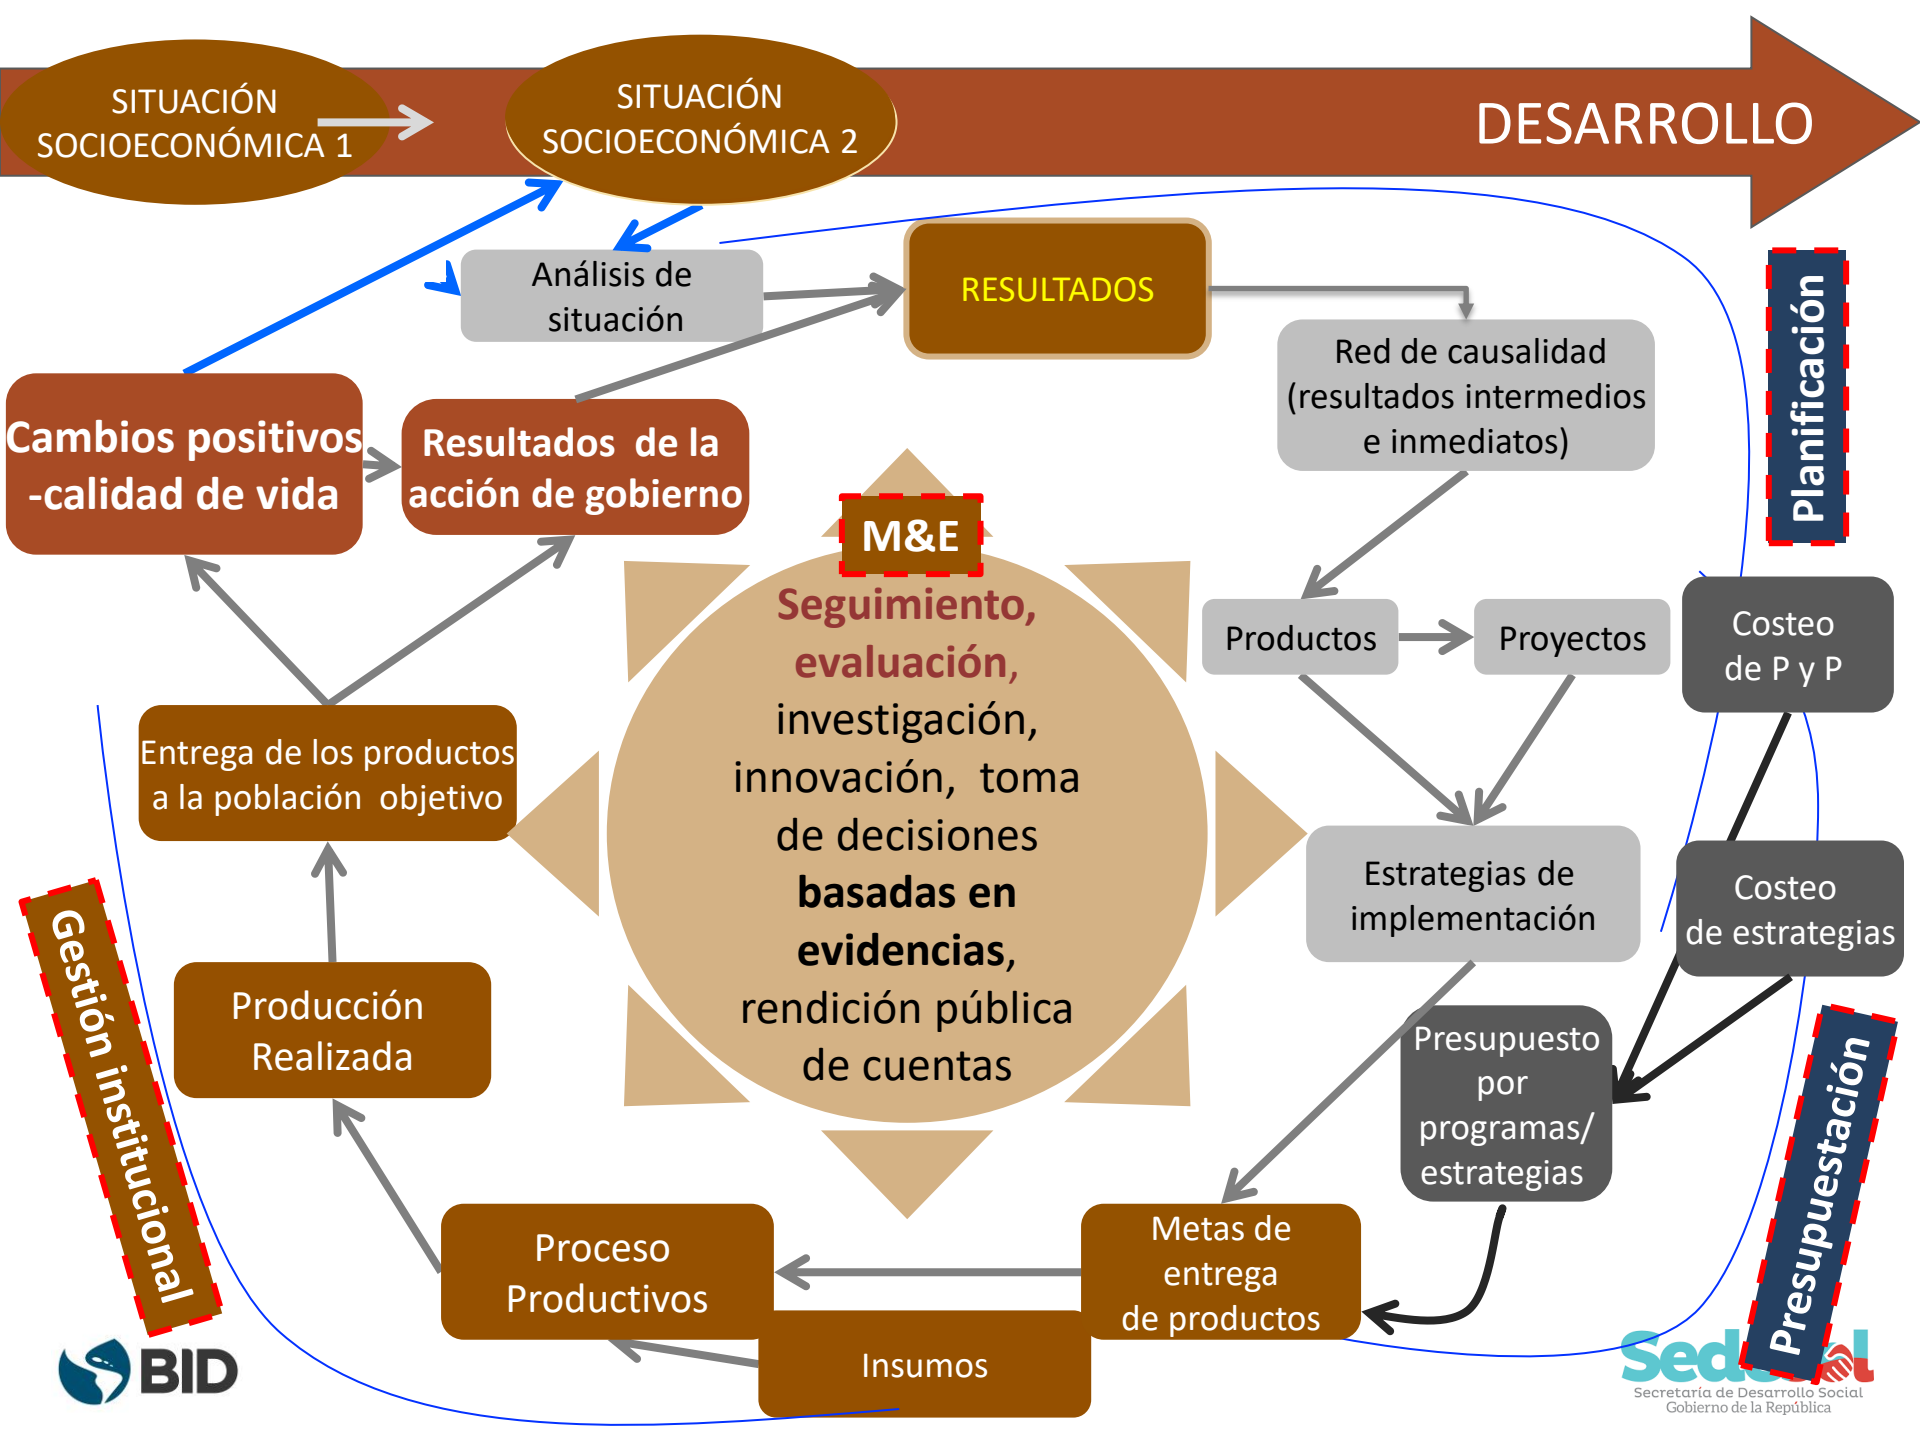 SITUACIÓN
SOCIOECONÓMICA 1
SITUACIÓN
SOCIOECONÓMICA 2
DESARROLLO
Análisis de
situación
RESULTADOS
Red de causalidad
(resultados intermedios
e inmediatos)
Planificación
Cambios positivos
-calidad de vida
Resultados  de la
acción de gobierno
M&E
Seguimiento,
evaluación,
investigación,
innovación,  toma
de decisiones
basadas en
evidencias,
rendición pública
de cuentas
Productos
Proyectos
Costeo
de P y P
Entrega de los productos
a la población  objetivo
Estrategias de
implementación
Costeo
de estrategias
Gestión institucional
Producción
Realizada
Presupuesto
por
programas/
estrategias
Presupuestación
Proceso
Productivos
Metas de
entrega
de productos
Insumos
BID
Secretaría de Desarrollo Social
Gobierno de la República